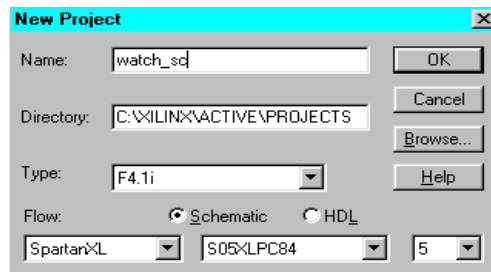 New Project
Name: watch_sc OK
Cancel
Directory: C:\XILINX\ACTIVE\PROJECTS
Browse...
Type: F4.1i Help
Flow: Schematic HDL
SpartanXL S05XLPC84 5